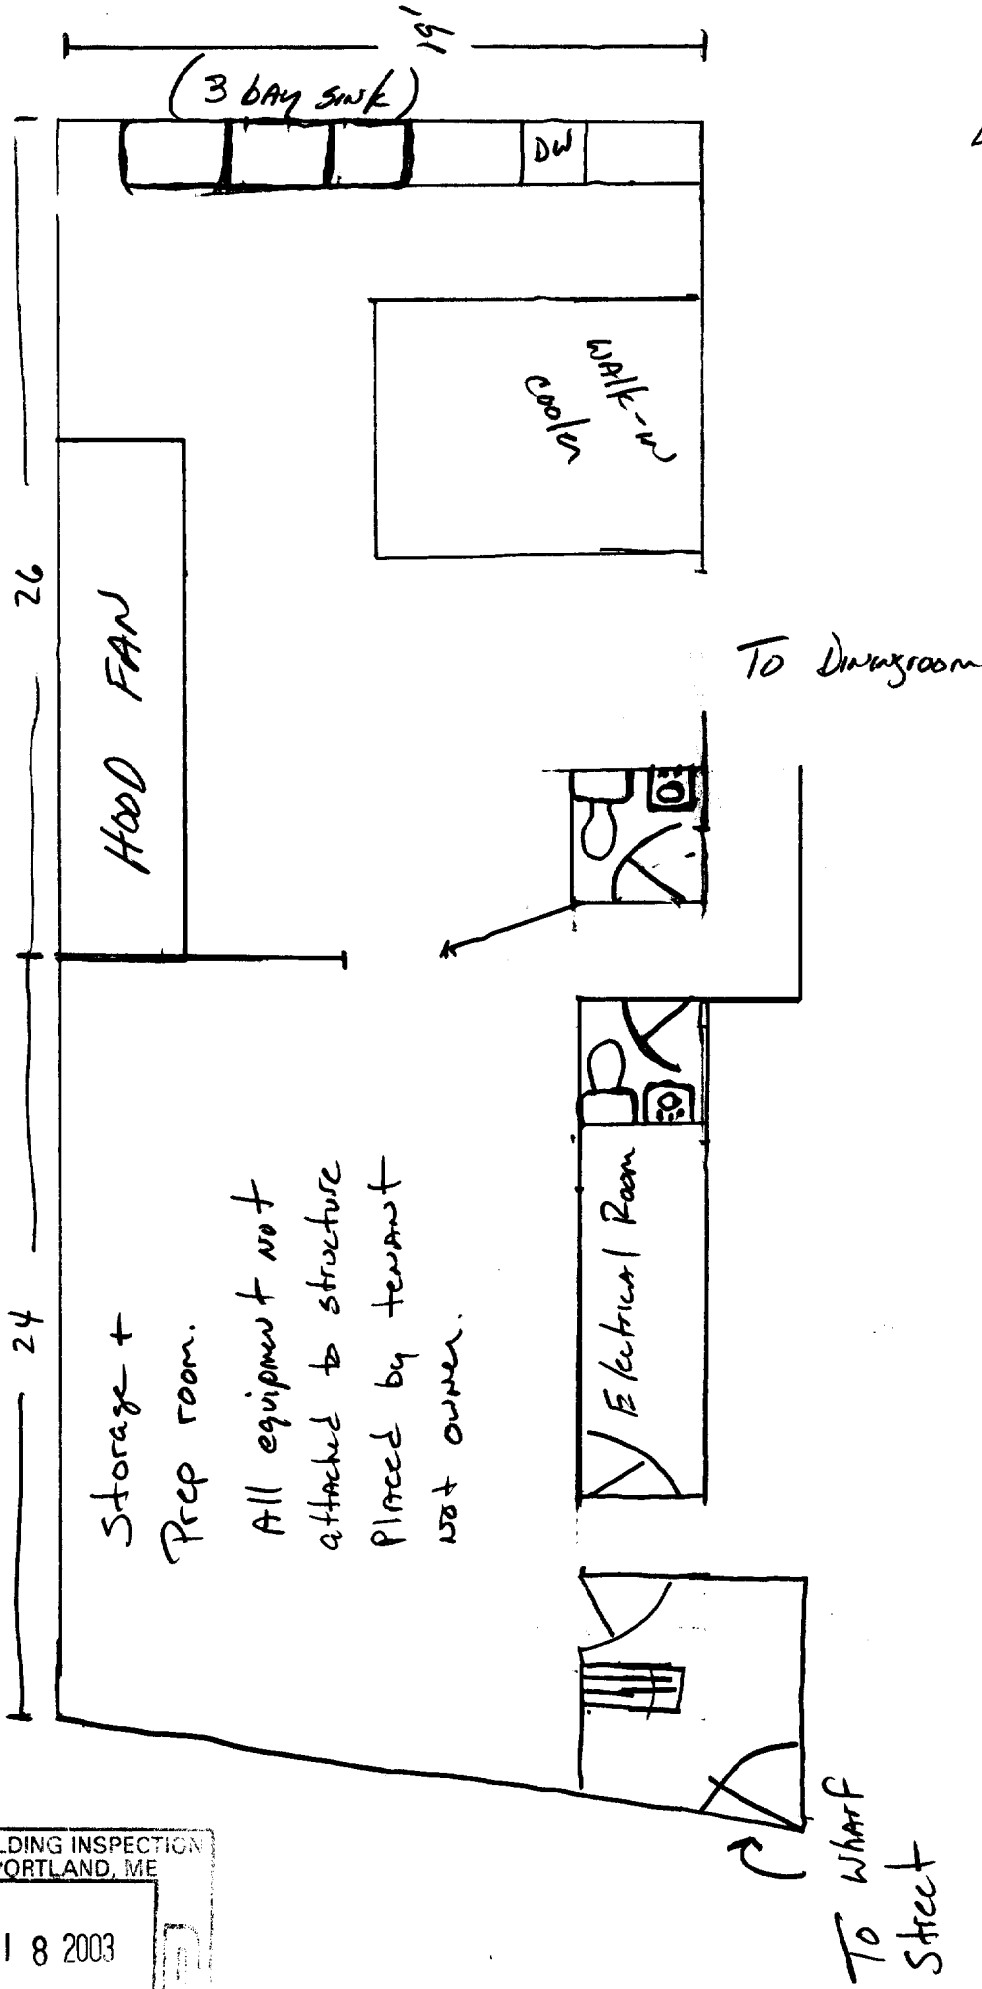 19'
(3 bAy sink)
DW
WAlk-in
cooler
26
HOOD FAN
To Diningroom
24
Storage +
Prep room.
All equipment not
attached to structure
Placed by tenant
not owner.
Electrical Room
To Wharf
Street
LDING INSPECTION
PORTLAND, ME
8 2003